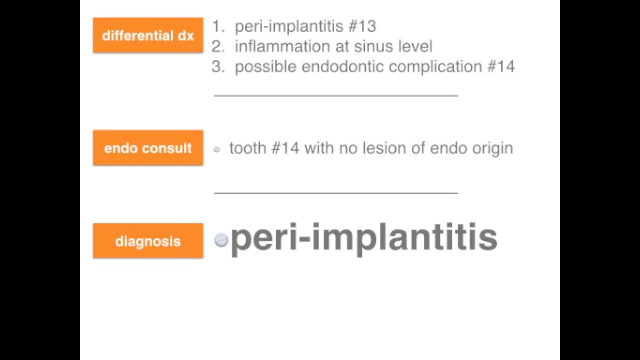 differential dx
1. peri-implantitis #13
2. inflammation at sinus level
3. possible endodontic complication #14
endo consult
tooth #14 with no lesion of endo origin
diagnosis
peri-implantitis